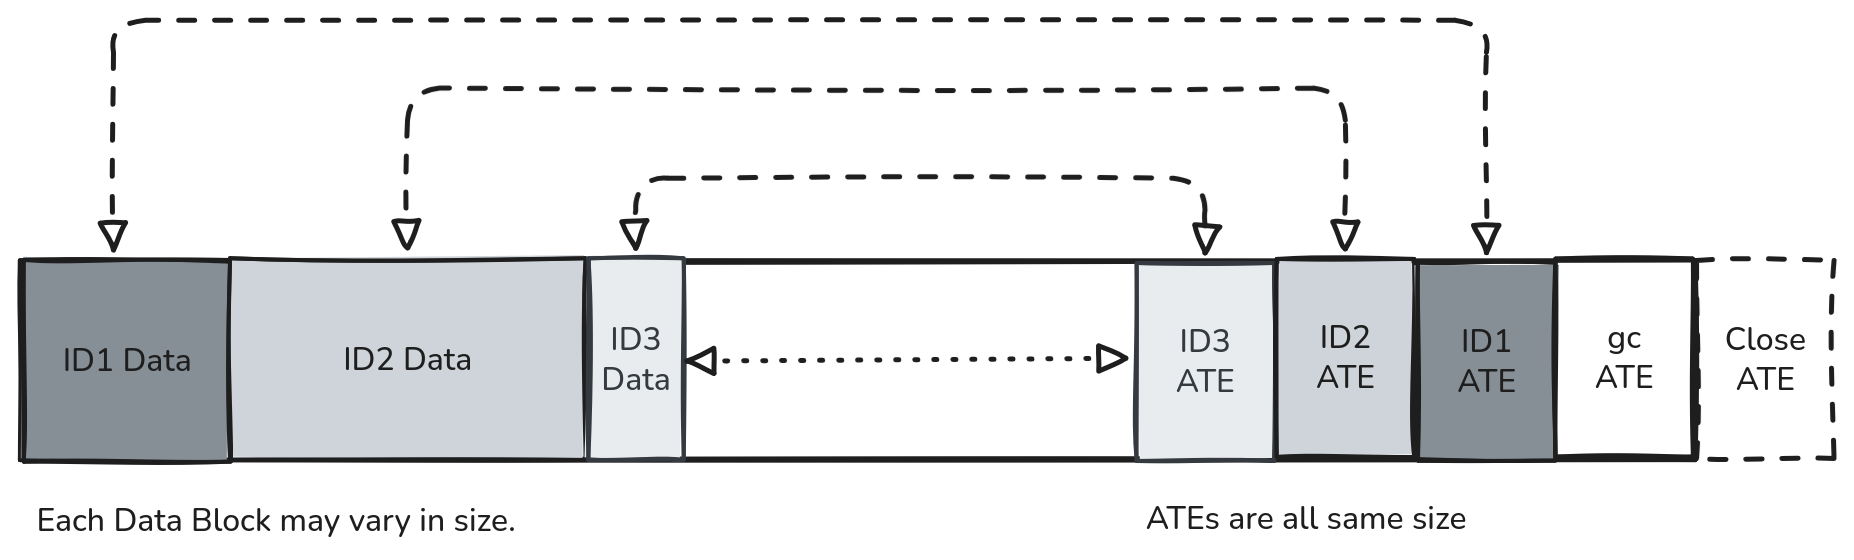 ID1 Data
ID2 Data
ID3
Data
ID3
ATE
ID2
ATE
ID1
ATE
gc
ATE
Close
ATE
Each Data Block may vary in size.
ATEs are all same size